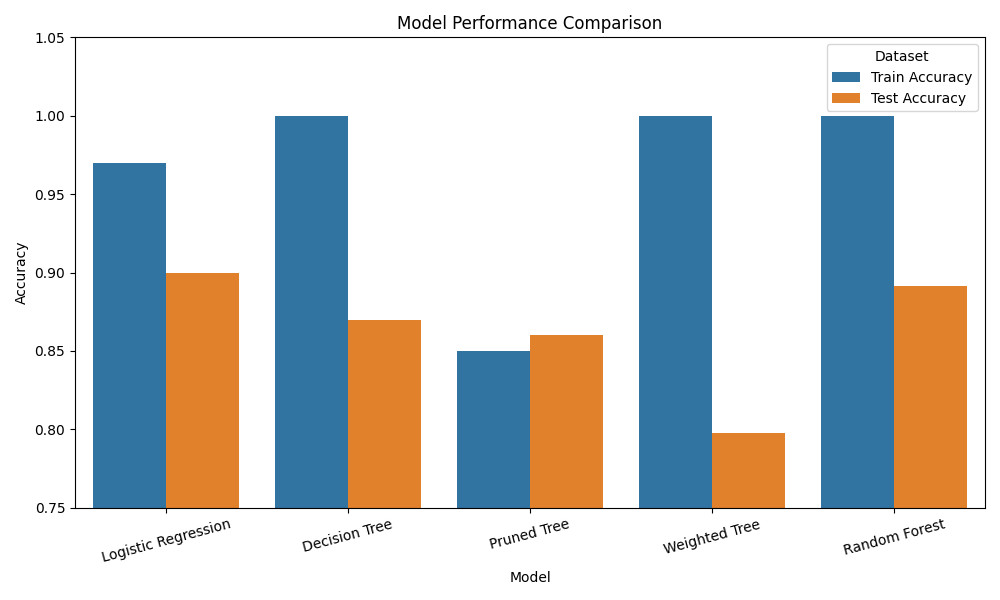 Model Performance Comparison
1.05
1.00
0.95
0.90
0.85
0.80
0.75
Accuracy
Dataset
Train Accuracy
Test Accuracy
Logistic Regression
Decision Tree
Pruned Tree
Weighted Tree
Random Forest
Model